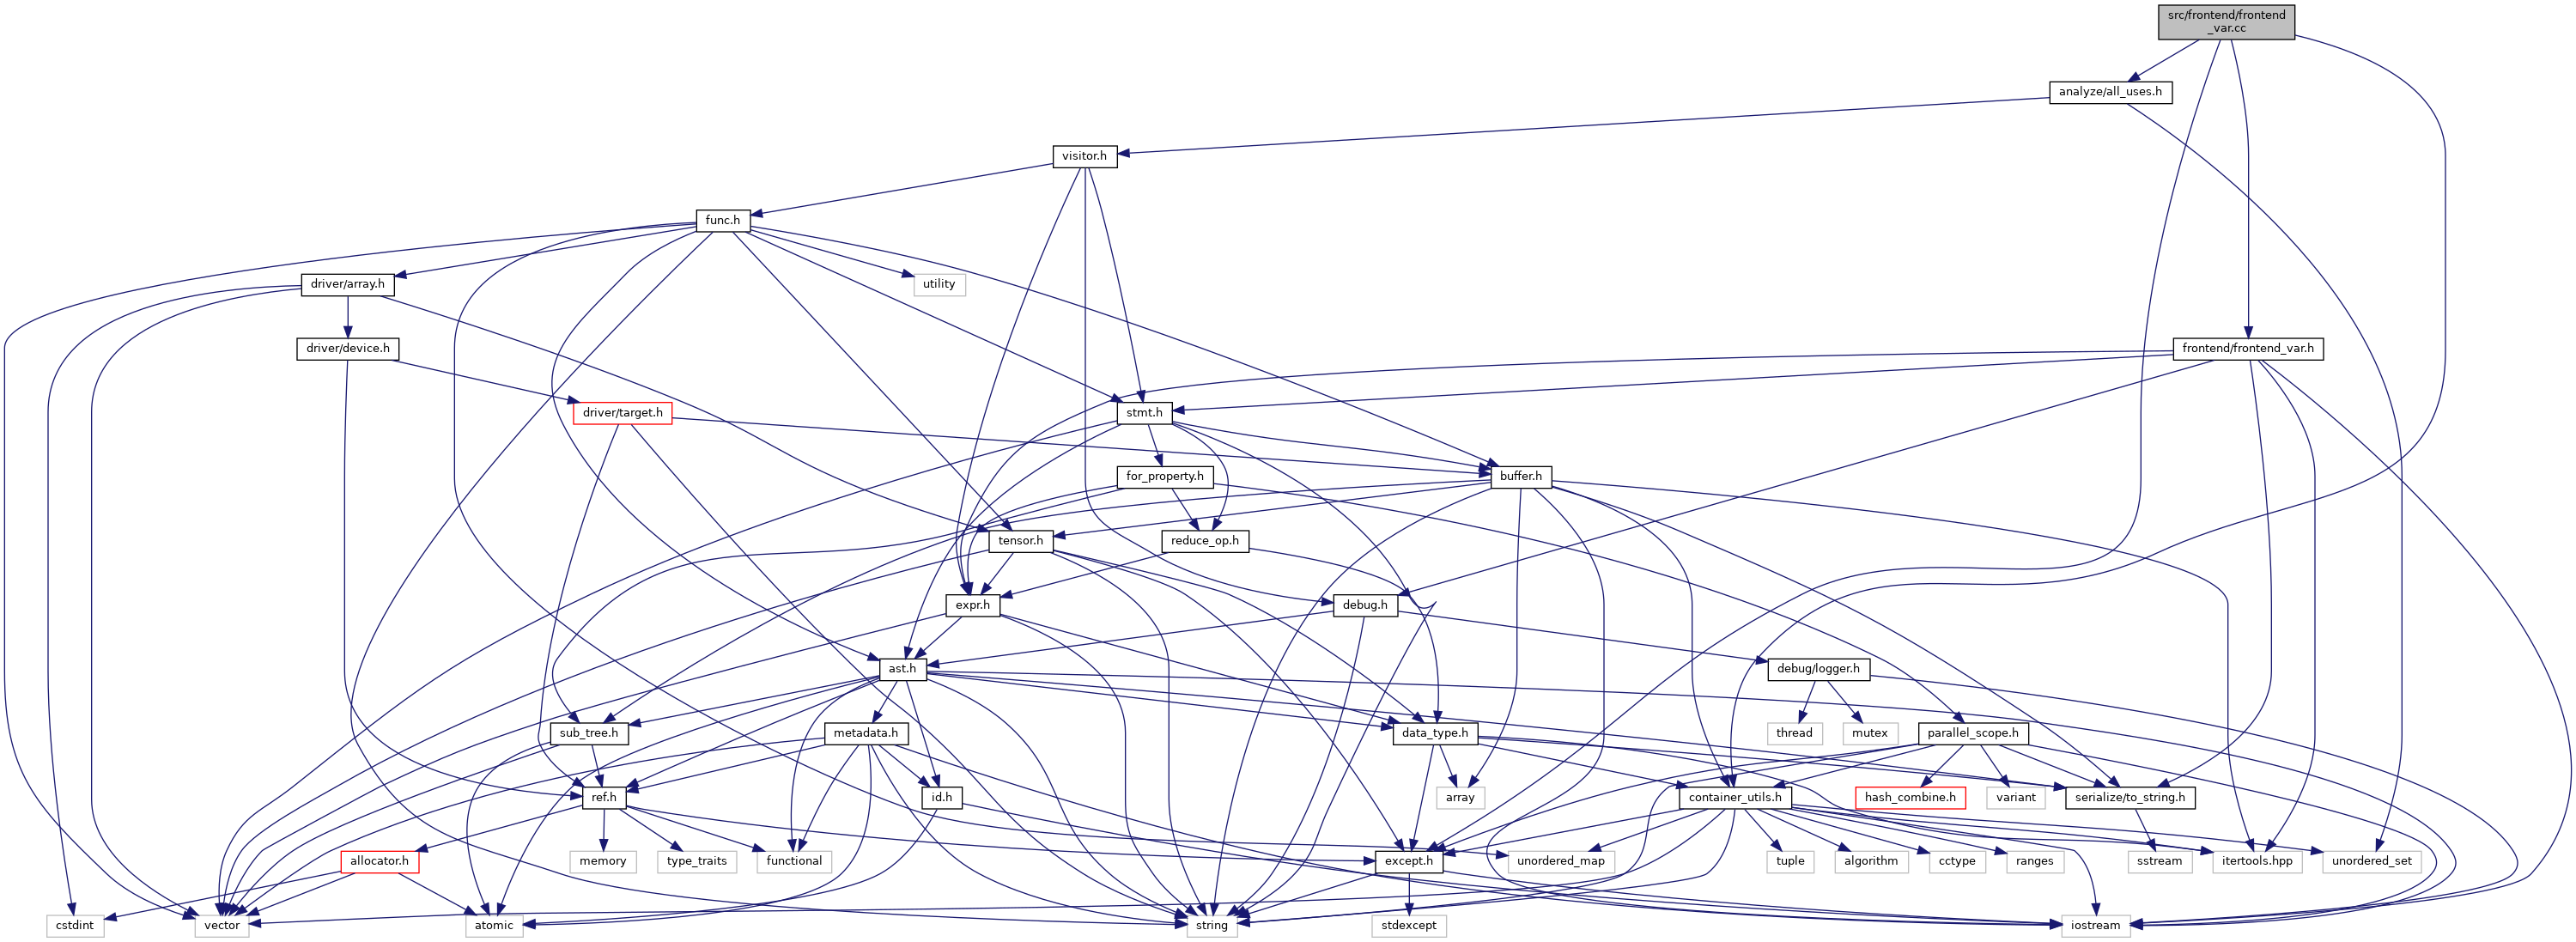 src/frontend/frontend
_var.cc
analyze/all_uses.h
visitor.h
func.h
driver/array.h
utility
driver/device.h
frontend/frontend_var.h
driver/target.h
stmt.h
for_property.h
buffer.h
tensor.h
reduce_op.h
expr.h
debug.h
ast.h
debug/logger.h
sub_tree.h
metadata.h
data_type.h
thread
mutex
parallel_scope.h
ref.h
id.h
array
container_utils.h
hash_combine.h
variant
serialize/to_string.h
allocator.h
memory
type_traits
functional
except.h
unordered_map
tuple
algorithm
cctype
ranges
sstream
itertools.hpp
unordered_set
cstdint
vector
atomic
string
stdexcept
iostream